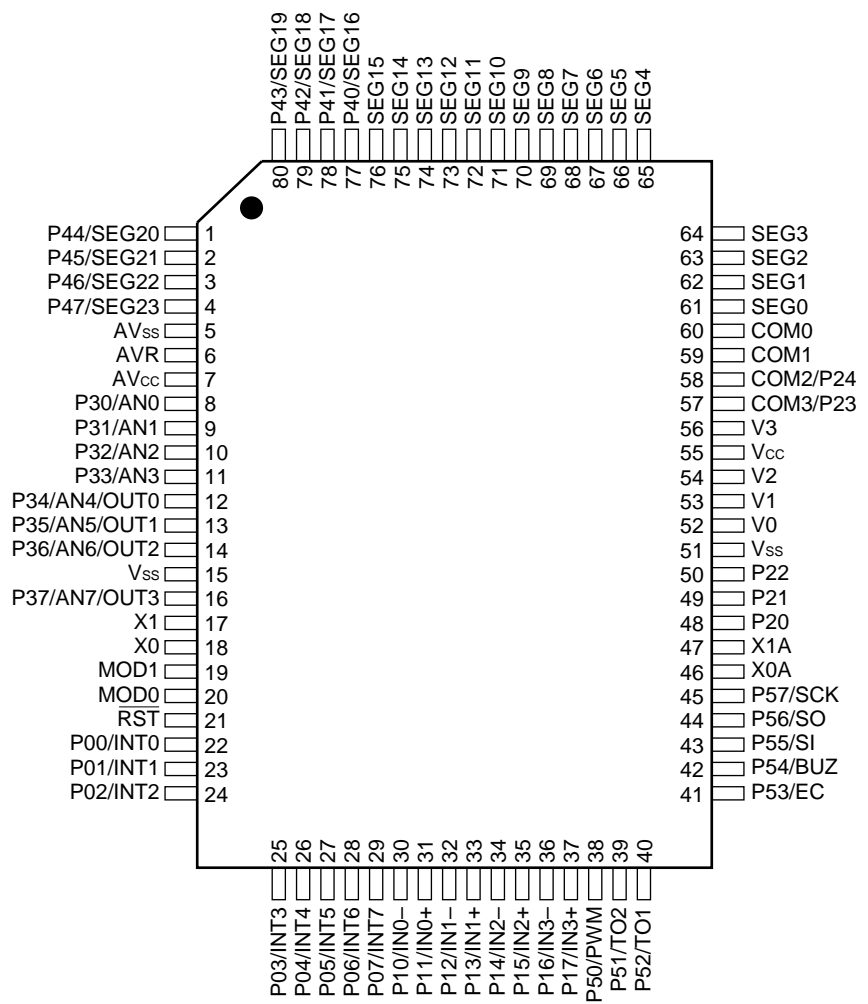 P43/SEG19
P42/SEG18
P41/SEG17
P40/SEG16
SEG15
SEG14
SEG13
SEG12
SEG11
SEG10
SEG9
SEG8
SEG7
SEG6
SEG5
SEG4
80
79
78
77
76
75
74
73
72
71
70
69
68
67
66
65
P44/SEG20 1
P45/SEG21 2
P46/SEG22 3
P47/SEG23 4
AVss 5
AVR 6
AVcc 7
P30/AN0 8
P31/AN1 9
P32/AN2 10
P33/AN3 11
P34/AN4/OUT0 12
P35/AN5/OUT1 13
P36/AN6/OUT2 14
Vss 15
P37/AN7/OUT3 16
X1 17
X0 18
MOD1 19
MOD0 20
RST 21
P00/INT0 22
P01/INT1 23
P02/INT2 24
64 SEG3
63 SEG2
62 SEG1
61 SEG0
60 COM0
59 COM1
58 COM2/P24
57 COM3/P23
56 V3
55 Vcc
54 V2
53 V1
52 V0
51 Vss
50 P22
49 P21
48 P20
47 X1A
46 X0A
45 P57/SCK
44 P56/SO
43 P55/SI
42 P54/BUZ
41 P53/EC
25
26
27
28
29
30
31
32
33
34
35
36
37
38
39
40
P03/INT3
P04/INT4
P05/INT5
P06/INT6
P07/INT7
P10/IN0–
P11/IN0+
P12/IN1–
P13/IN1+
P14/IN2–
P15/IN2+
P16/IN3–
P17/IN3+
P50/PWM
P51/TO2
P52/TO1